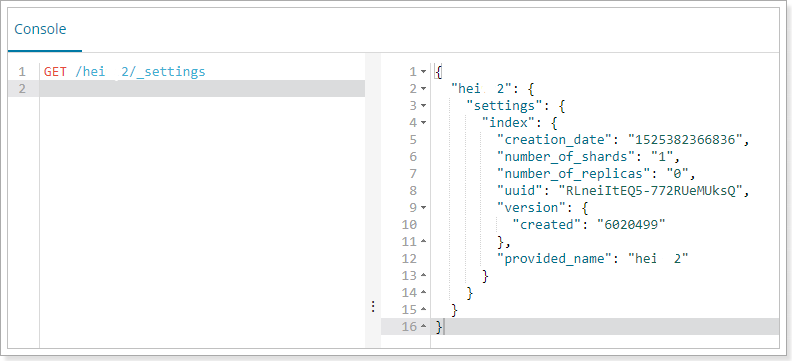 Console
1 GET /hei  2/_settings
2
1 {
2 "hei  2": {
3 "settings": {
4 "index": {
5 "creation_date": "1525382366836",
6 "number_of_shards": "1",
7 "number_of_replicas": "0",
8 "uuid": "RLneiItEQ5-772RUeMUksQ",
9 "version": {
10 "created": "6020499"
11 },
12 "provided_name": "hei  2"
13 }
14 }
15 }
16 }